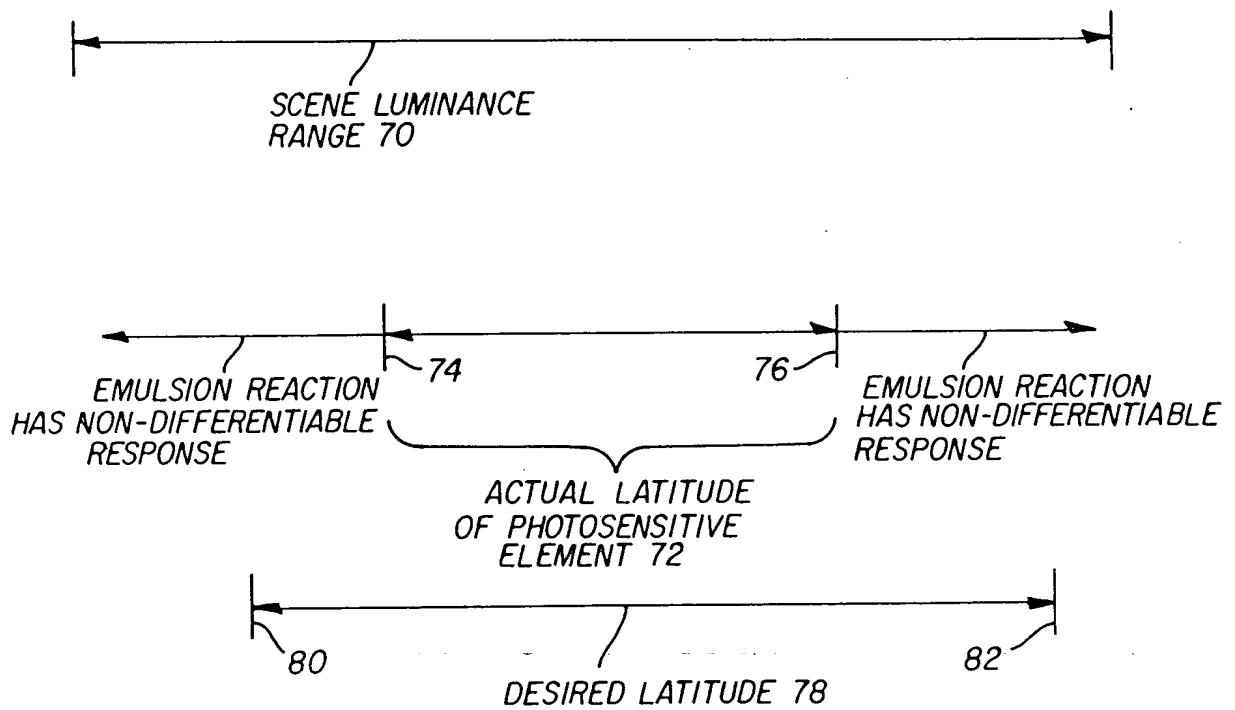 SCENE LUMINANCE
RANGE 70
74
76
EMULSION REACTION
HAS NON-DIFFERENTIABLE
RESPONSE
EMULSION REACTION
HAS NON-DIFFERENTIABLE
RESPONSE
ACTUAL LATITUDE
OF PHOTOSENSITIVE
ELEMENT 72
80
82
DESIRED LATITUDE 78